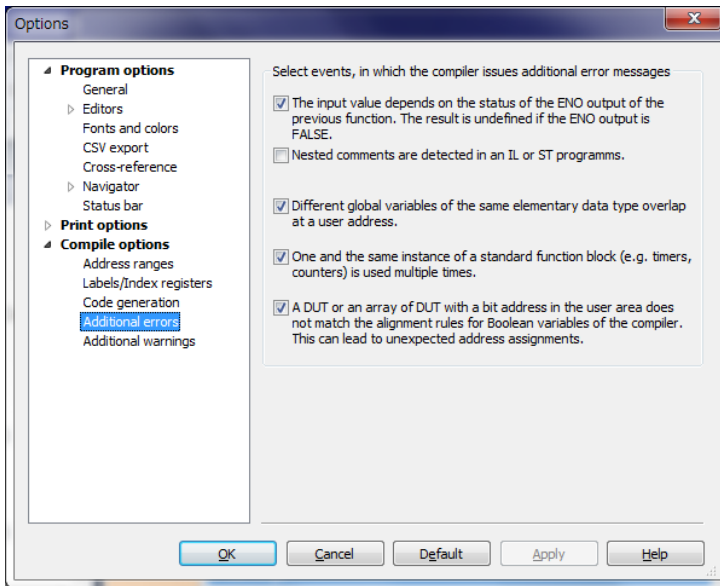 Options
Program options
General
Editors
Fonts and colors
CSV export
Cross-reference
Navigator
Status bar
Print options
Compile options
Address ranges
Labels/Index registers
Code generation
Additional errors
Additional warnings
Select events, in which the compiler issues additional error messages
The input value depends on the status of the ENO output of the
previous function. The result is undefined if the ENO output is
FALSE.
Nested comments are detected in an IL or ST programms.
Different global variables of the same elementary data type overlap
at a user address.
One and the same instance of a standard function block (e.g. timers,
counters) is used multiple times.
A DUT or an array of DUT with a bit address in the user area does
not match the alignment rules for Boolean variables of the compiler.
This can lead to unexpected address assignments.
OK
Cancel
Default
Apply
Help